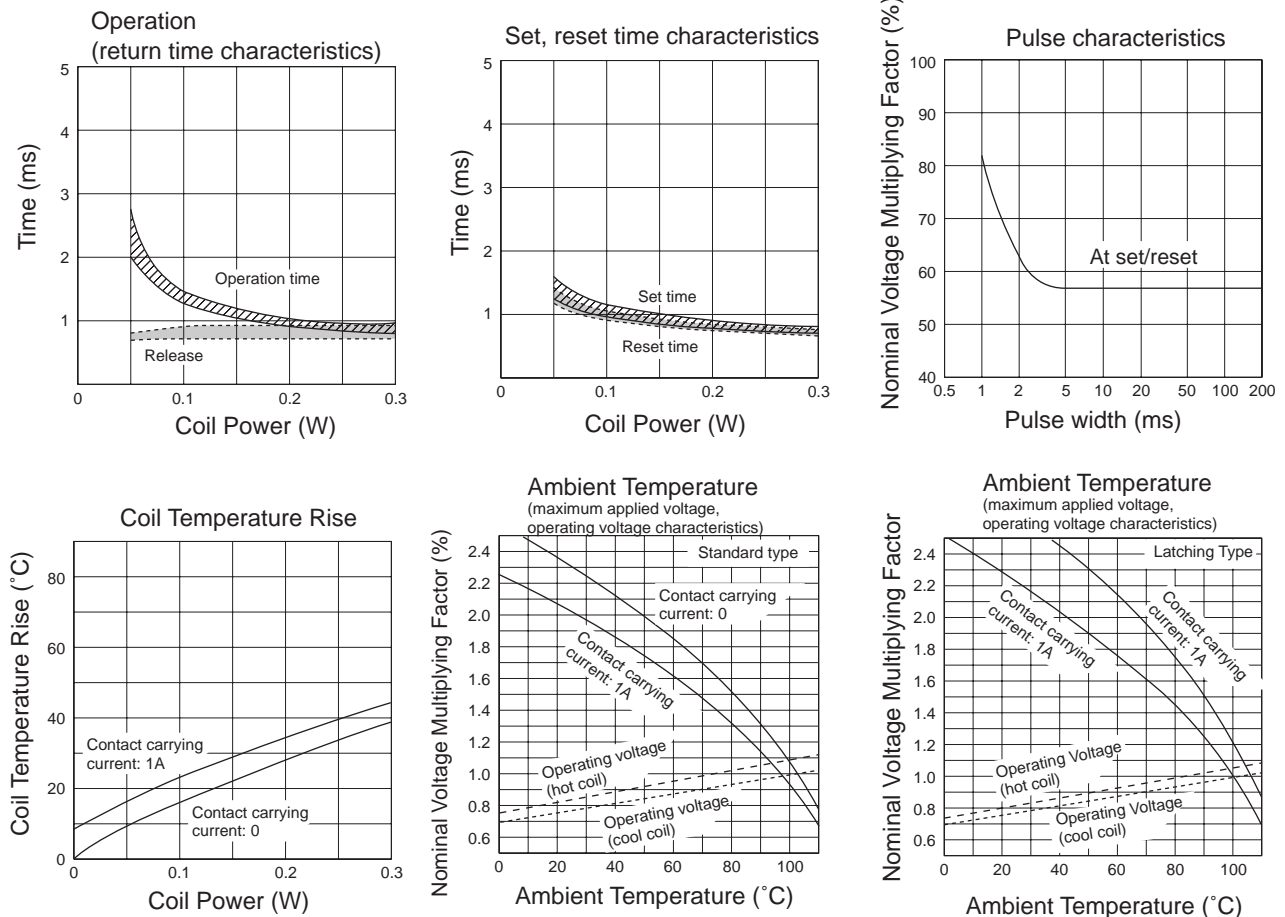 Operation
(return time characteristics)
5
4
3
2
1
0
0.1
0.2
0.3
Time (ms)
Operation time
Release
Coil Power (W)
Set, reset time characteristics
5
4
3
2
1
0
0
0.1
0.2
0.3
Time (ms)
Set time
Reset time
Coil Power (W)
Pulse characteristics
Nominal Voltage Multiplying Factor (%)
100
90
80
70
60
50
40
At set/reset
0.5
1
2
5
10
20
50
100
200
Pulse width (ms)
Coil Temperature Rise
Coil Temperature Rise (˚C)
80
60
40
20
0
Contact carrying
current: 1A
Contact carrying
current: 0
0
0.1
0.2
0.3
Coil Power (W)
Ambient Temperature
(maximum applied voltage,
operating voltage characteristics)
Nominal Voltage Multiplying Factor (%)
2.4
2.2
2.0
1.8
1.6
1.4
1.2
1.0
0.8
0.6
Standard type
Contact carrying
current: 0
Contact carrying
current: 1A
Operating voltage
(hot coil)
Operating voltage
(cool coil)
0
20
40
60
80
100
Ambient Temperature (˚C)
Ambient Temperature
(maximum applied voltage,
operating voltage characteristics)
Nominal Voltage Multiplying Factor
2.4
2.2
2.0
1.8
1.6
1.4
1.2
1.0
0.8
0.6
Latching Type
Contact carrying
current: 1A
Contact carrying
current: 1A
Operating Voltage
(hot coil)
Operating Voltage
(cool coil)
0
20
40
60
80
100
Ambient Temperature (˚C)